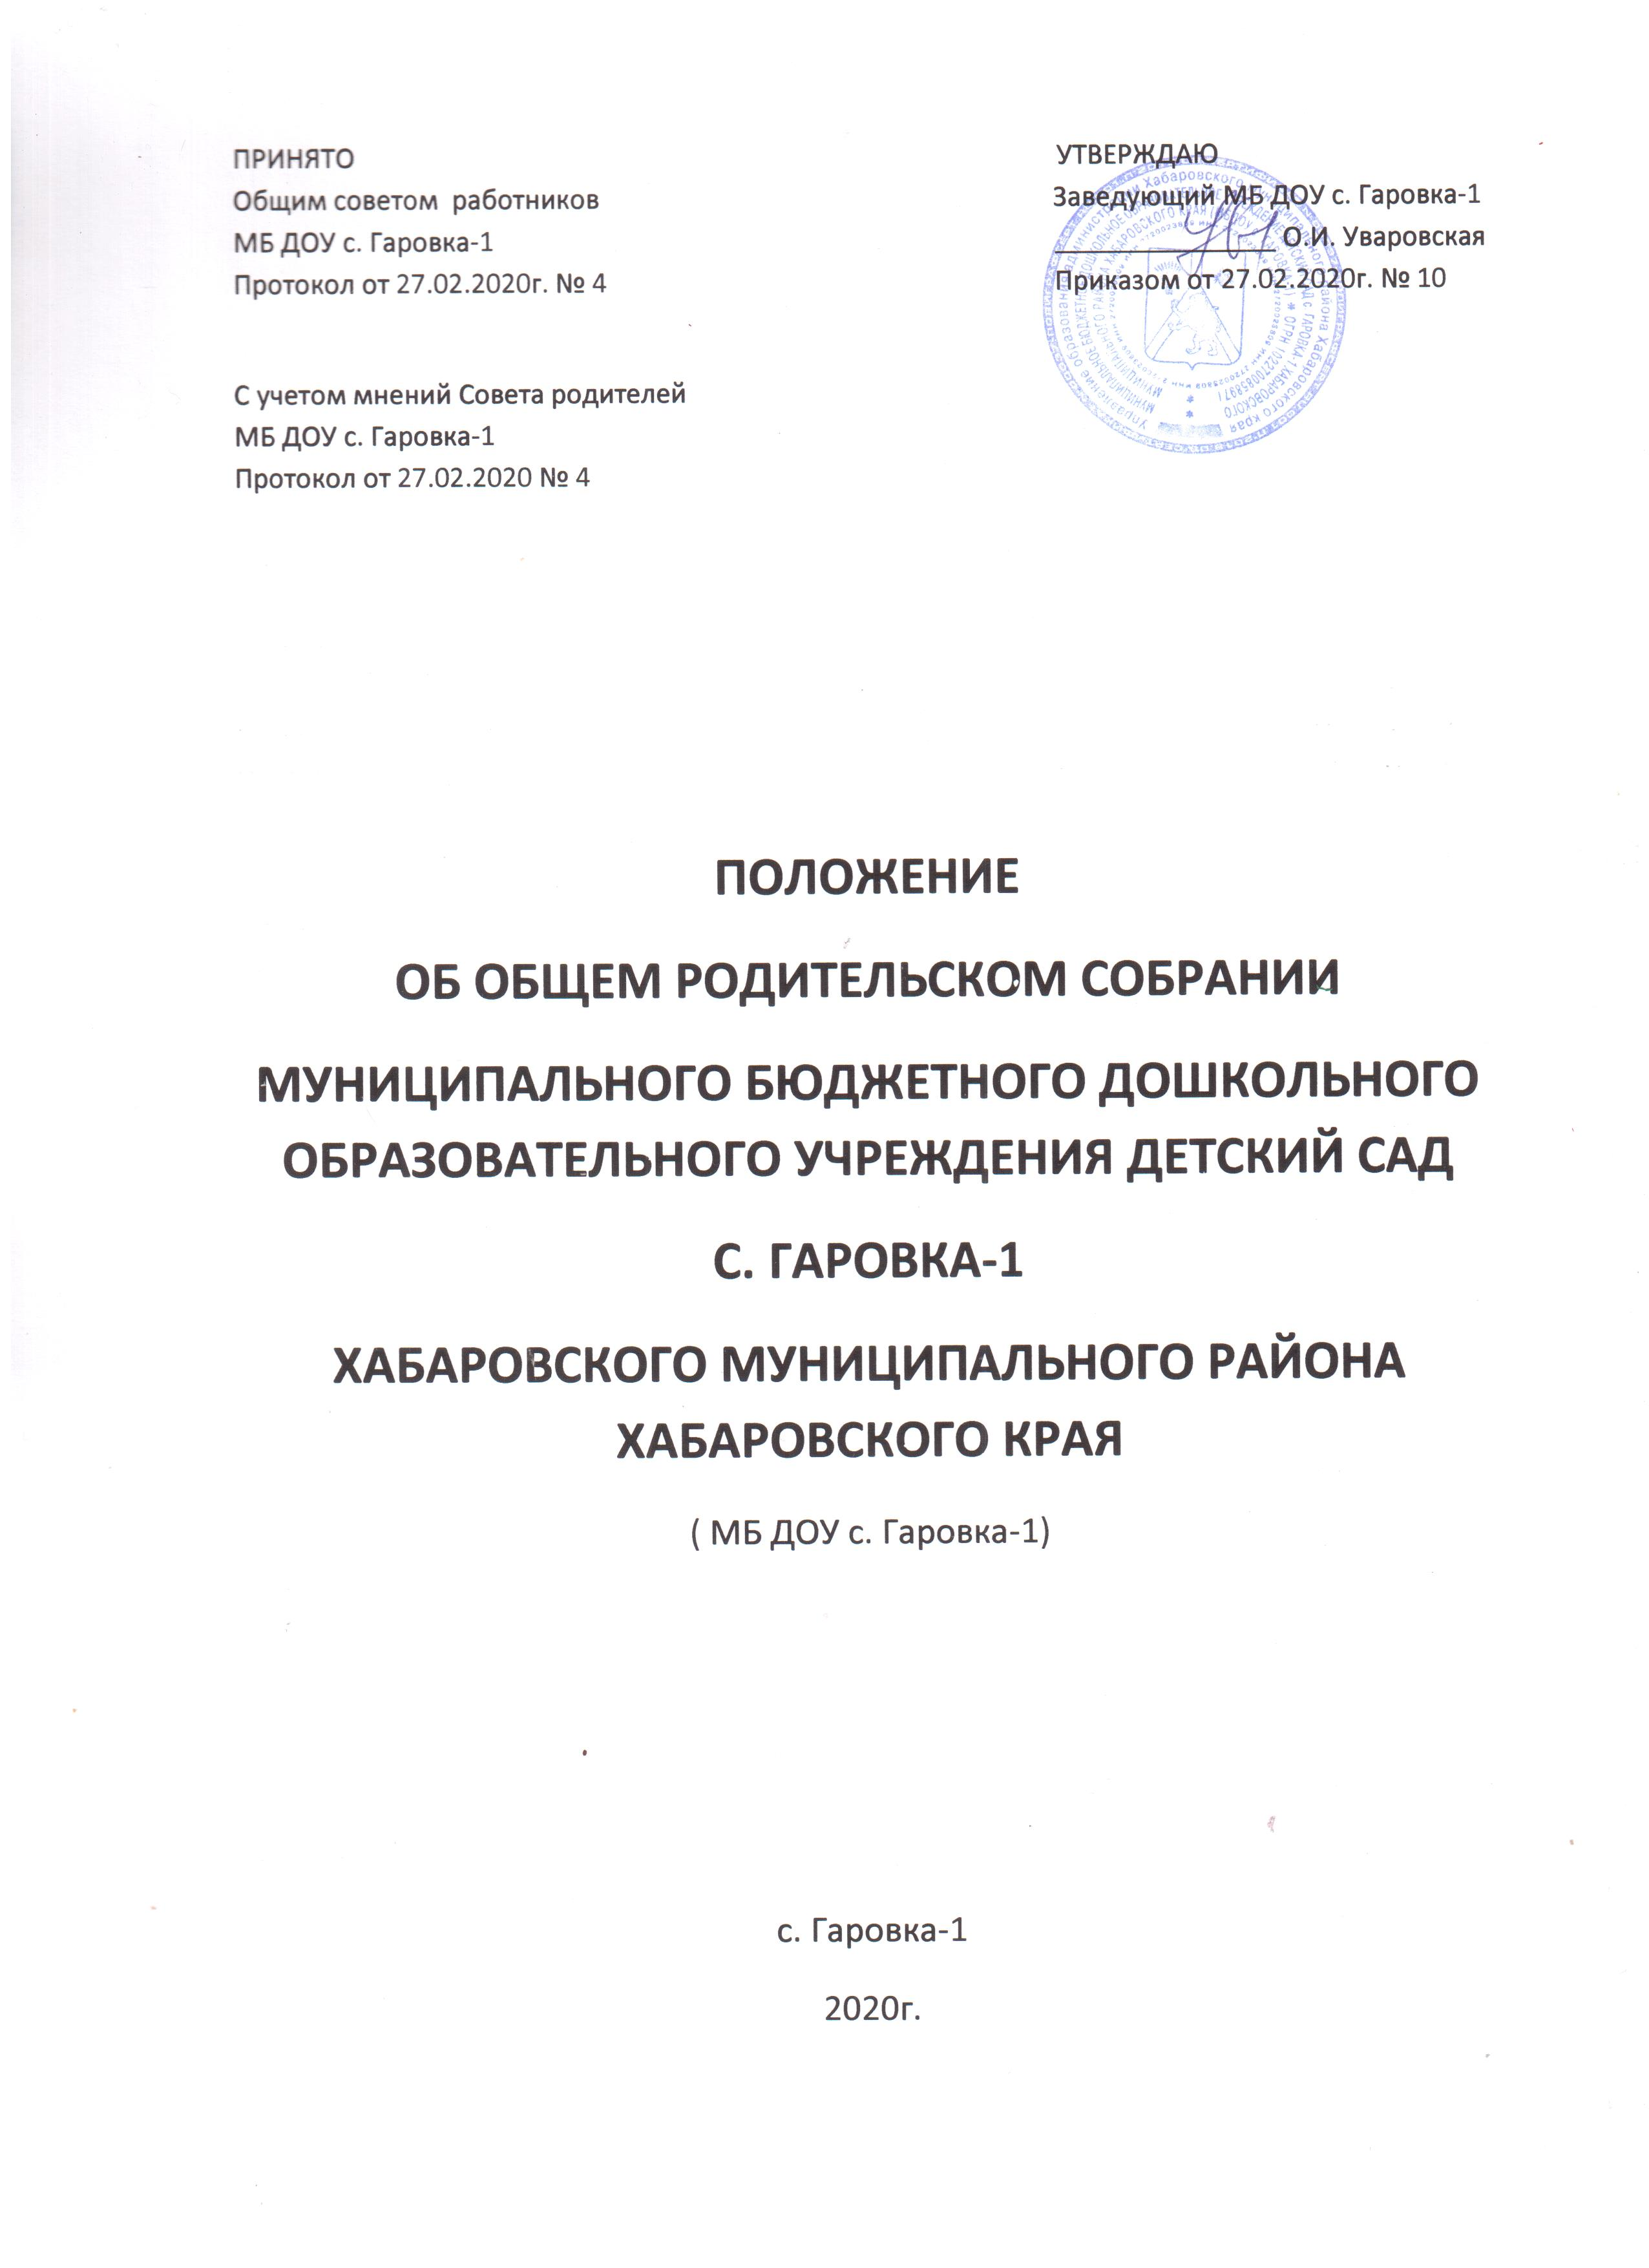 ПРИНЯТО
Общим советом  работников
МБ ДОУ с. Гаровка-1
Протокол от 27.02.2020г. № 4
С учетом мнений Совета родителей
МБ ДОУ с. Гаровка-1
Протокол от 27.02.2020 № 4
УТВЕРЖДАЮ
Заведующий МБ ДОУ с. Гаровка-1
О.И. Уваровская
Приказом от 27.02.2020г. № 10
ПОЛОЖЕНИЕ
ОБ ОБЩЕМ РОДИТЕЛЬСКОМ СОБРАНИИ
МУНИЦИПАЛЬНОГО БЮДЖЕТНОГО ДОШКОЛЬНОГО
ОБРАЗОВАТЕЛЬНОГО УЧРЕЖДЕНИЯ ДЕТСКИЙ САД
С. ГАРОВКА-1
ХАБАРОВСКОГО МУНИЦИПАЛЬНОГО РАЙОНА
ХАБАРОВСКОГО КРАЯ
( МБ ДОУ с. Гаровка-1)
с. Гаровка-1
2020г.